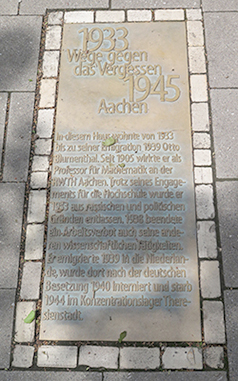 1933
Wege gegen
das Vergessen
1945
Aachen
In diesem Haus wohnte von 1933
bis zu seiner Emigration 1939 Otto
Blumenthal. Seit 1905 wirkte er als
Professor für Mathematik an der
RWTH Aachen. Trotz seines Engage-
ments für die Hochschule wurde er
1933 aus rassischen und politischen
Gründen entlassen. 1938 beendete
ein Arbeitsverbot auch seine ande-
ren wissenschaftlichen Tätigkeiten.
Er emigrierte 1939 in die Niederlan-
de, wurde dort nach der deutschen
Besetzung 1940 interniert und starb
1944 im Konzentrationslager There-
sienstadt.